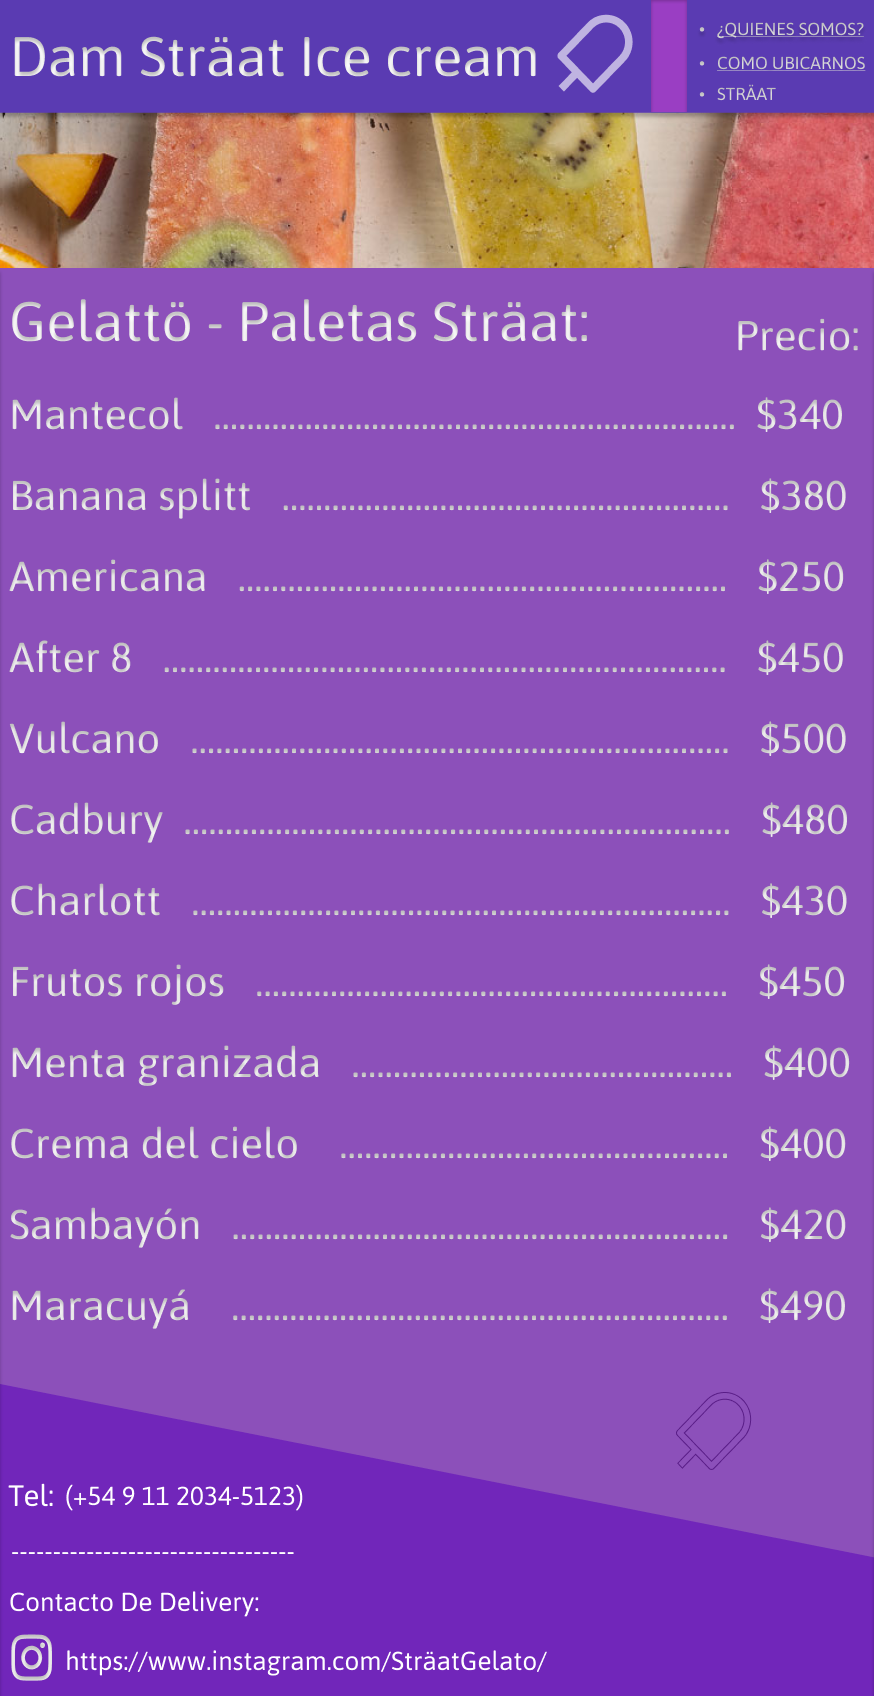 Dam Sträat Ice cream
• ¿QUIENES SOMOS?
• COMO UBICARNOS
• STRÄAT
Gelattö - Paletas Sträat: Precio:
Mantecol ............................................................... $340
Banana splitt ...................................................... $380
Americana ........................................................... $250
After 8 .................................................................... $450
Vulcano ................................................................. $500
Cadbury .................................................................. $480
Charlott ................................................................. $430
Frutos rojos ......................................................... $450
Menta granizada .............................................. $400
Crema del cielo ............................................... $400
Sambayón ............................................................ $420
Maracuyá ............................................................ $490
Tel: (+54 9 11 2034-5123)
----------------------------------
Contacto De Delivery:
https://www.instagram.com/SträatGelato/